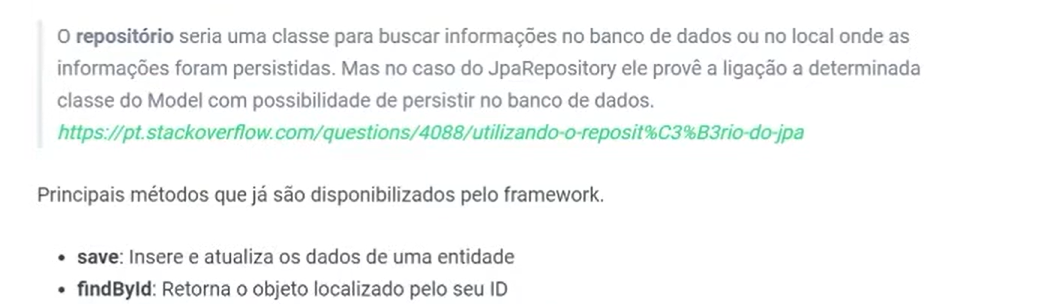 O repositório seria uma classe para buscar informações no banco de dados ou no local onde as
informações foram persistidas. Mas no caso do JpaRepository ele provê a ligação a determinada
classe do Model com possibilidade de persistir no banco de dados.
https://pt.stackoverflow.com/questions/4088/utilizando-o-reposit%C3%B3rio-do-jpa
Principais métodos que já são disponibilizados pelo framework.
• save: Insere e atualiza os dados de uma entidade
• findById: Retorna o objeto localizado pelo seu ID